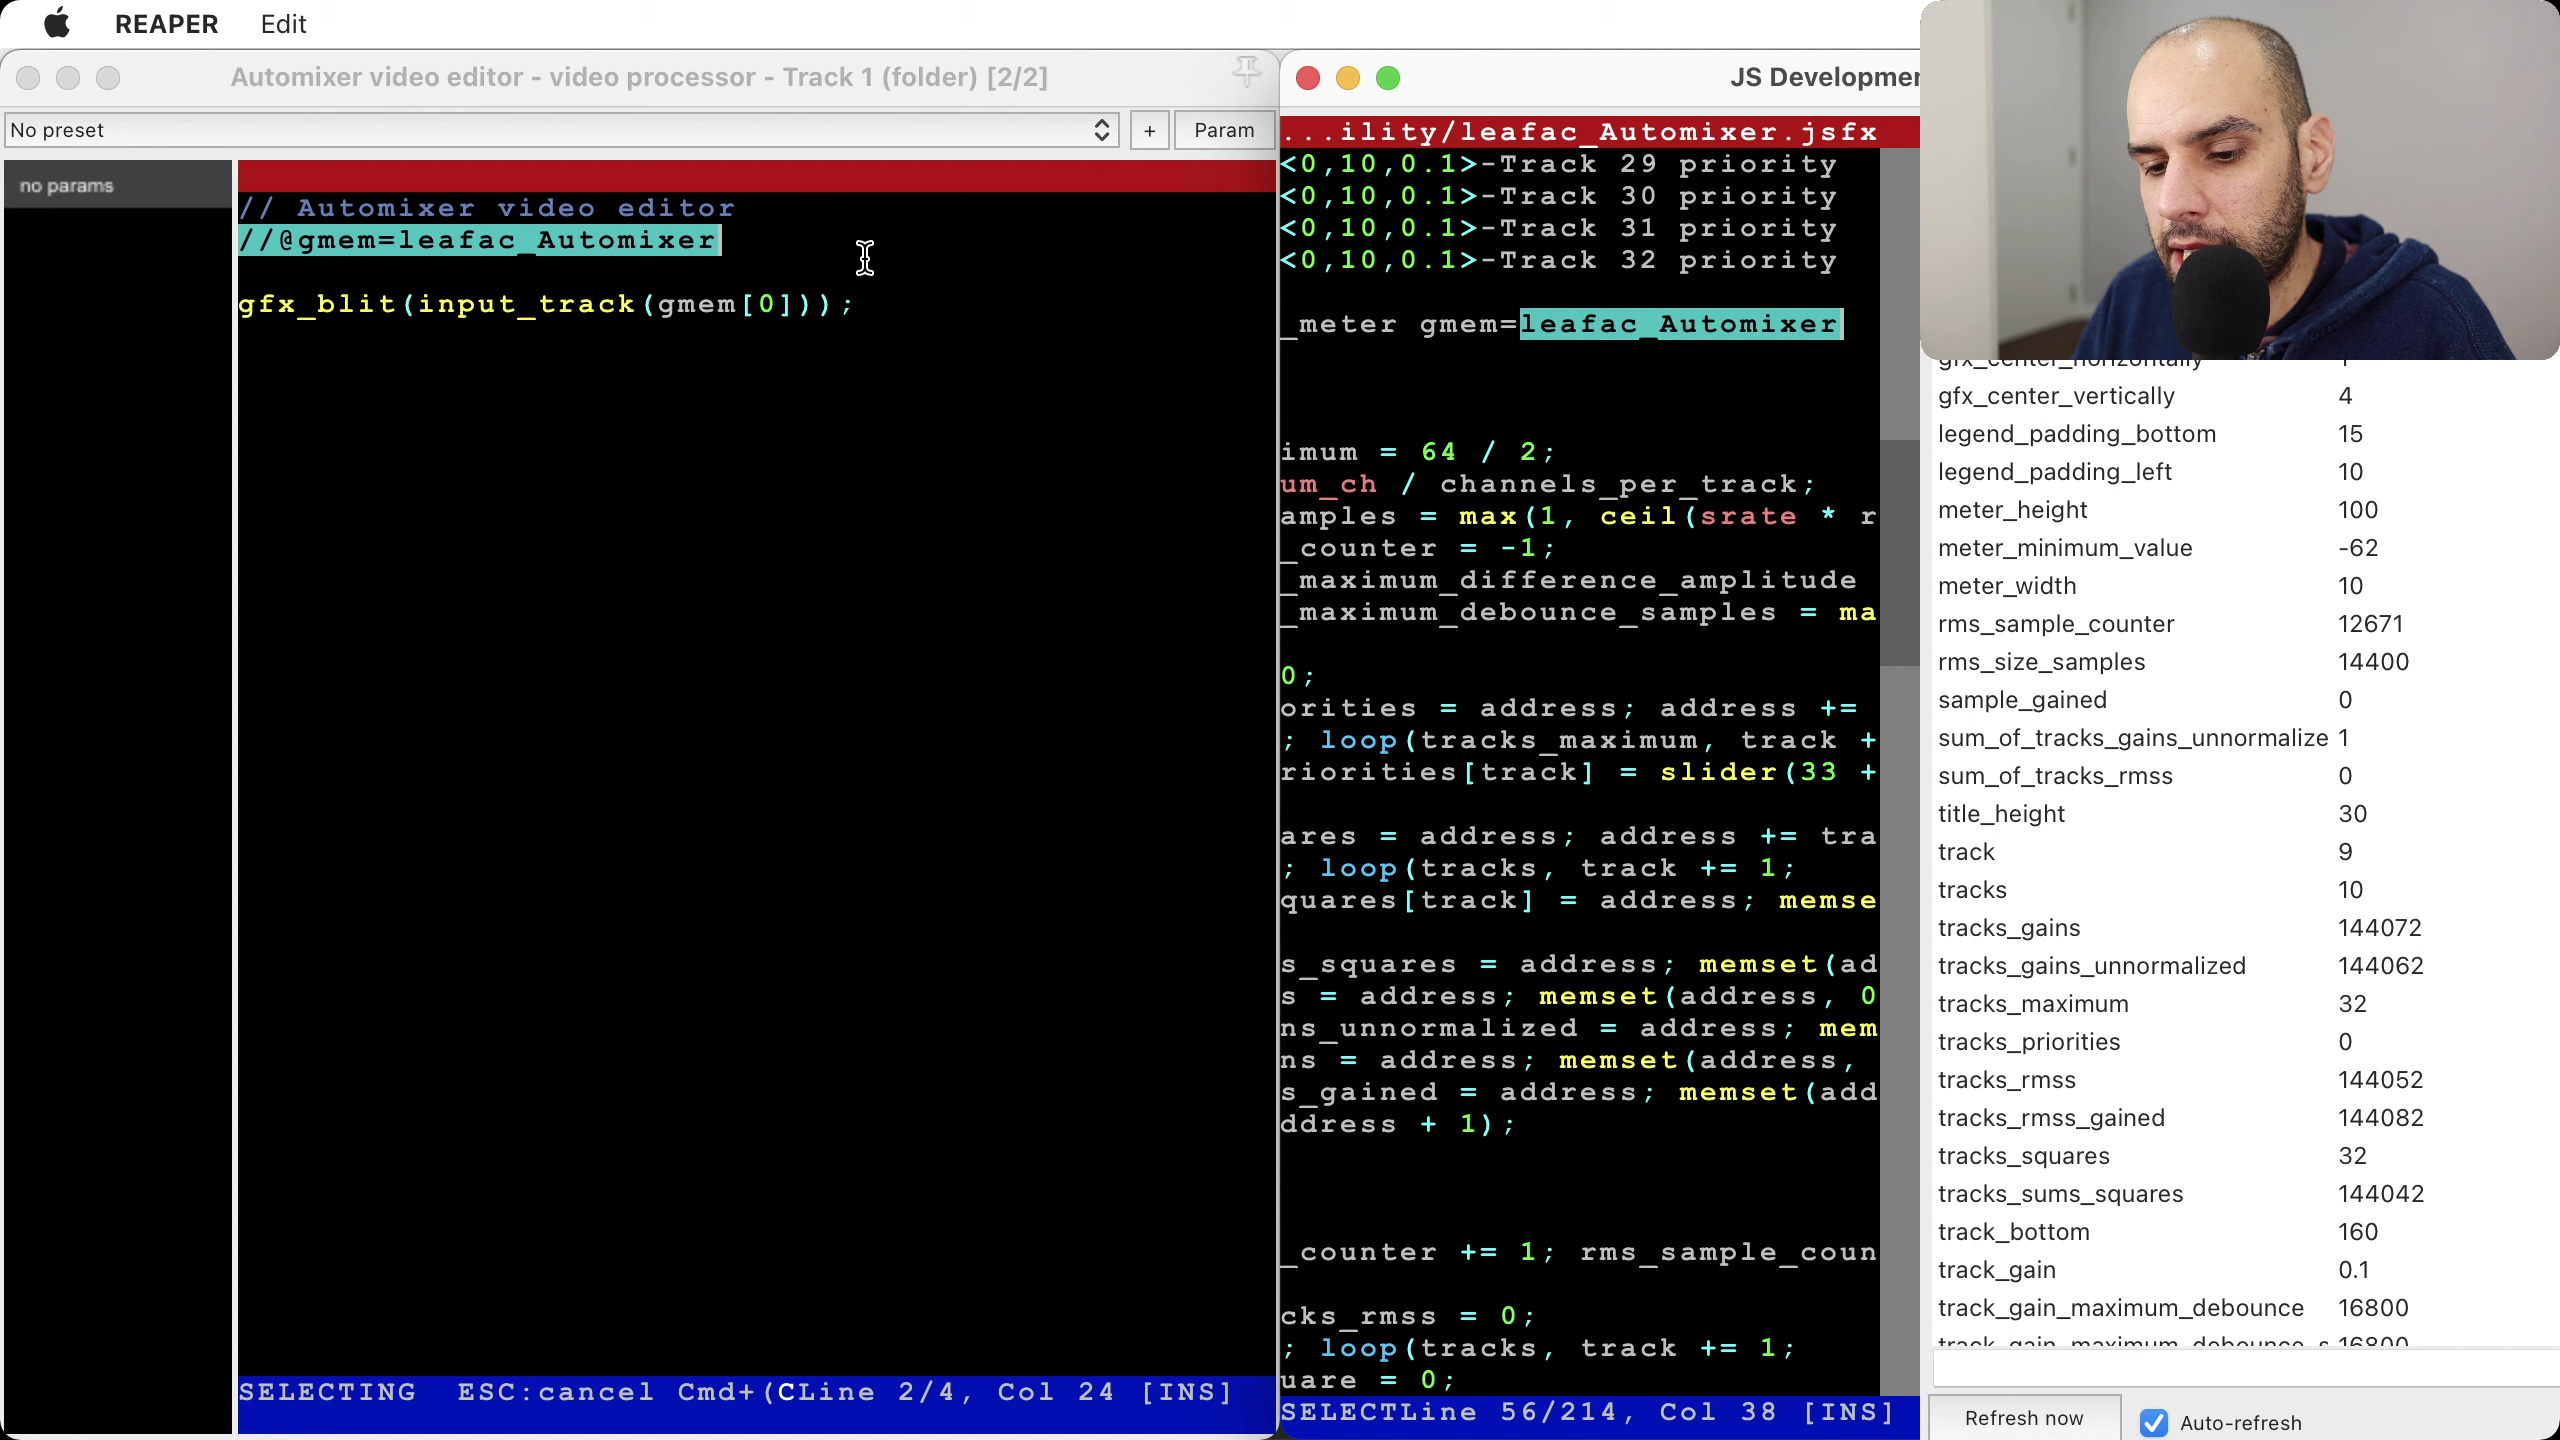 REAPER Edit
Automixer video editor - video processor - Track 1 (folder) [2/2]
No preset
+
Param
no params
// Automixer video editor
//@gmem=leafac_Automixer
gfx_blit(input_track(gmem[0]));
SELECTING  ESC:cancel Cmd+(CLine 2/4, Col 24 [INS]
JS Developmen
...ility/leafac_Automixer.jsfx
<0,10,0.1>-Track 29 priority
<0,10,0.1>-Track 30 priority
<0,10,0.1>-Track 31 priority
<0,10,0.1>-Track 32 priority
_meter gmem=leafac_Automixer
imum = 64 / 2;
um_ch / channels_per_track;
amples = max(1, ceil(srate * r
_counter = -1;
_maximum_difference_amplitude
_maximum_debounce_samples = ma
0;
orities = address; address +=
; loop(tracks_maximum, track +
riorities[track] = slider(33 +
ares = address; address += tra
; loop(tracks, track += 1;
quares[track] = address; memse
s_squares = address; memset(ad
s = address; memset(address, 0
ns_unnormalized = address; mem
ns = address; memset(address,
s_gained = address; memset(add
ddress + 1);
_counter += 1; rms_sample_coun
cks_rmss = 0;
; loop(tracks, track += 1;
uare = 0;
SELECTLine 56/214, Col 38 [INS]
gfx_center_horizontally
gfx_center_vertically 4
legend_padding_bottom 15
legend_padding_left 10
meter_height 100
meter_minimum_value -62
meter_width 10
rms_sample_counter 12671
rms_size_samples 14400
sample_gained 0
sum_of_tracks_gains_unnormalize 1
sum_of_tracks_rmss 0
title_height 30
track 9
tracks 10
tracks_gains 144072
tracks_gains_unnormalized 144062
tracks_maximum 32
tracks_priorities 0
tracks_rmss 144052
tracks_rmss_gained 144082
tracks_squares 32
tracks_sums_squares 144042
track_bottom 160
track_gain 0.1
track_gain_maximum_debounce 16800
track_gain_maximum_debounce_s 16800
Refresh now
Auto-refresh